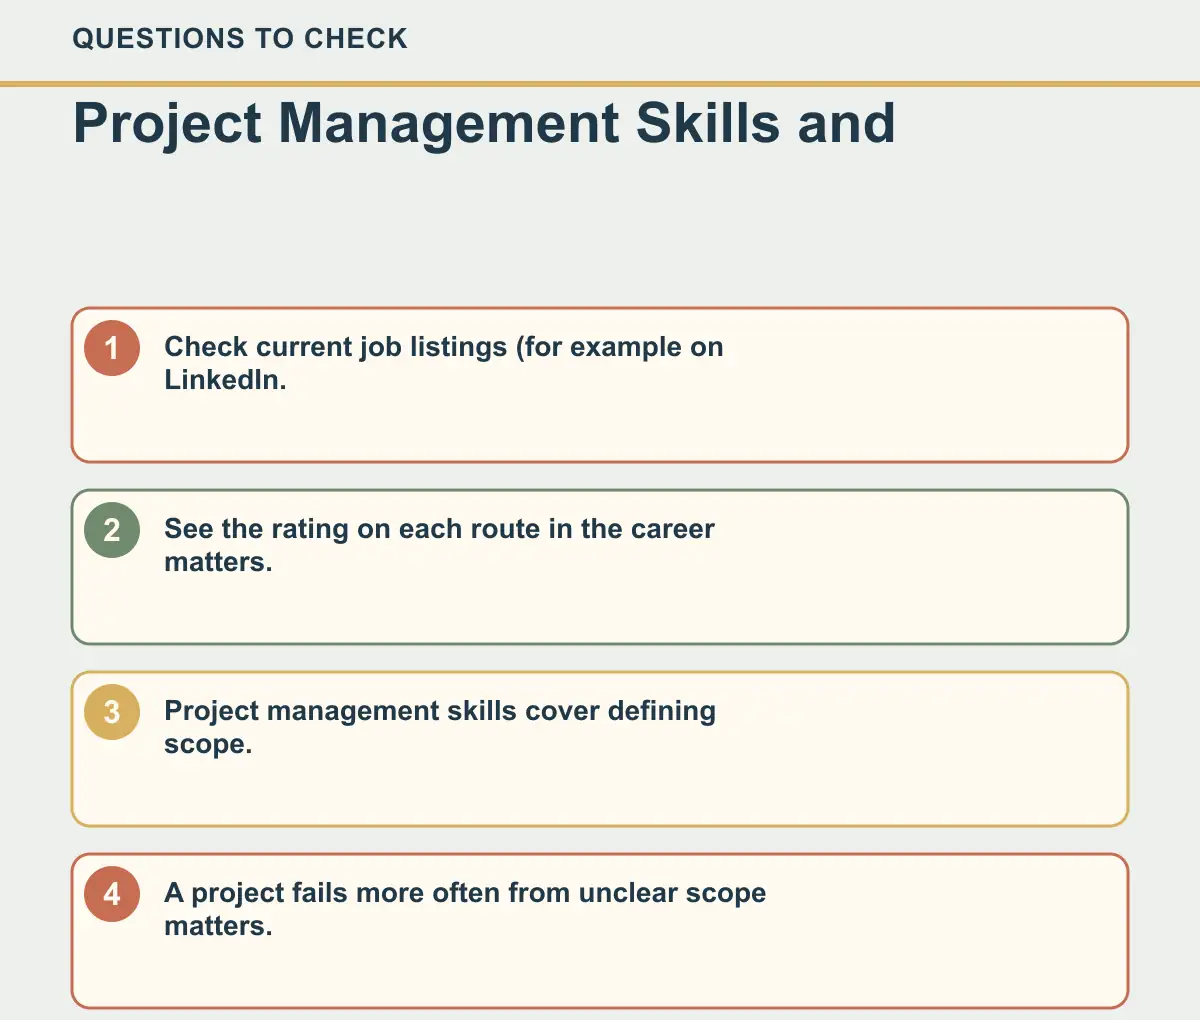 QUESTIONS TO CHECK
Project Management Skills and
1
Check current job listings (for example on
LinkedIn.
2
See the rating on each route in the career
matters.
3
Project management skills cover defining
scope.
4
A project fails more often from unclear scope
matters.